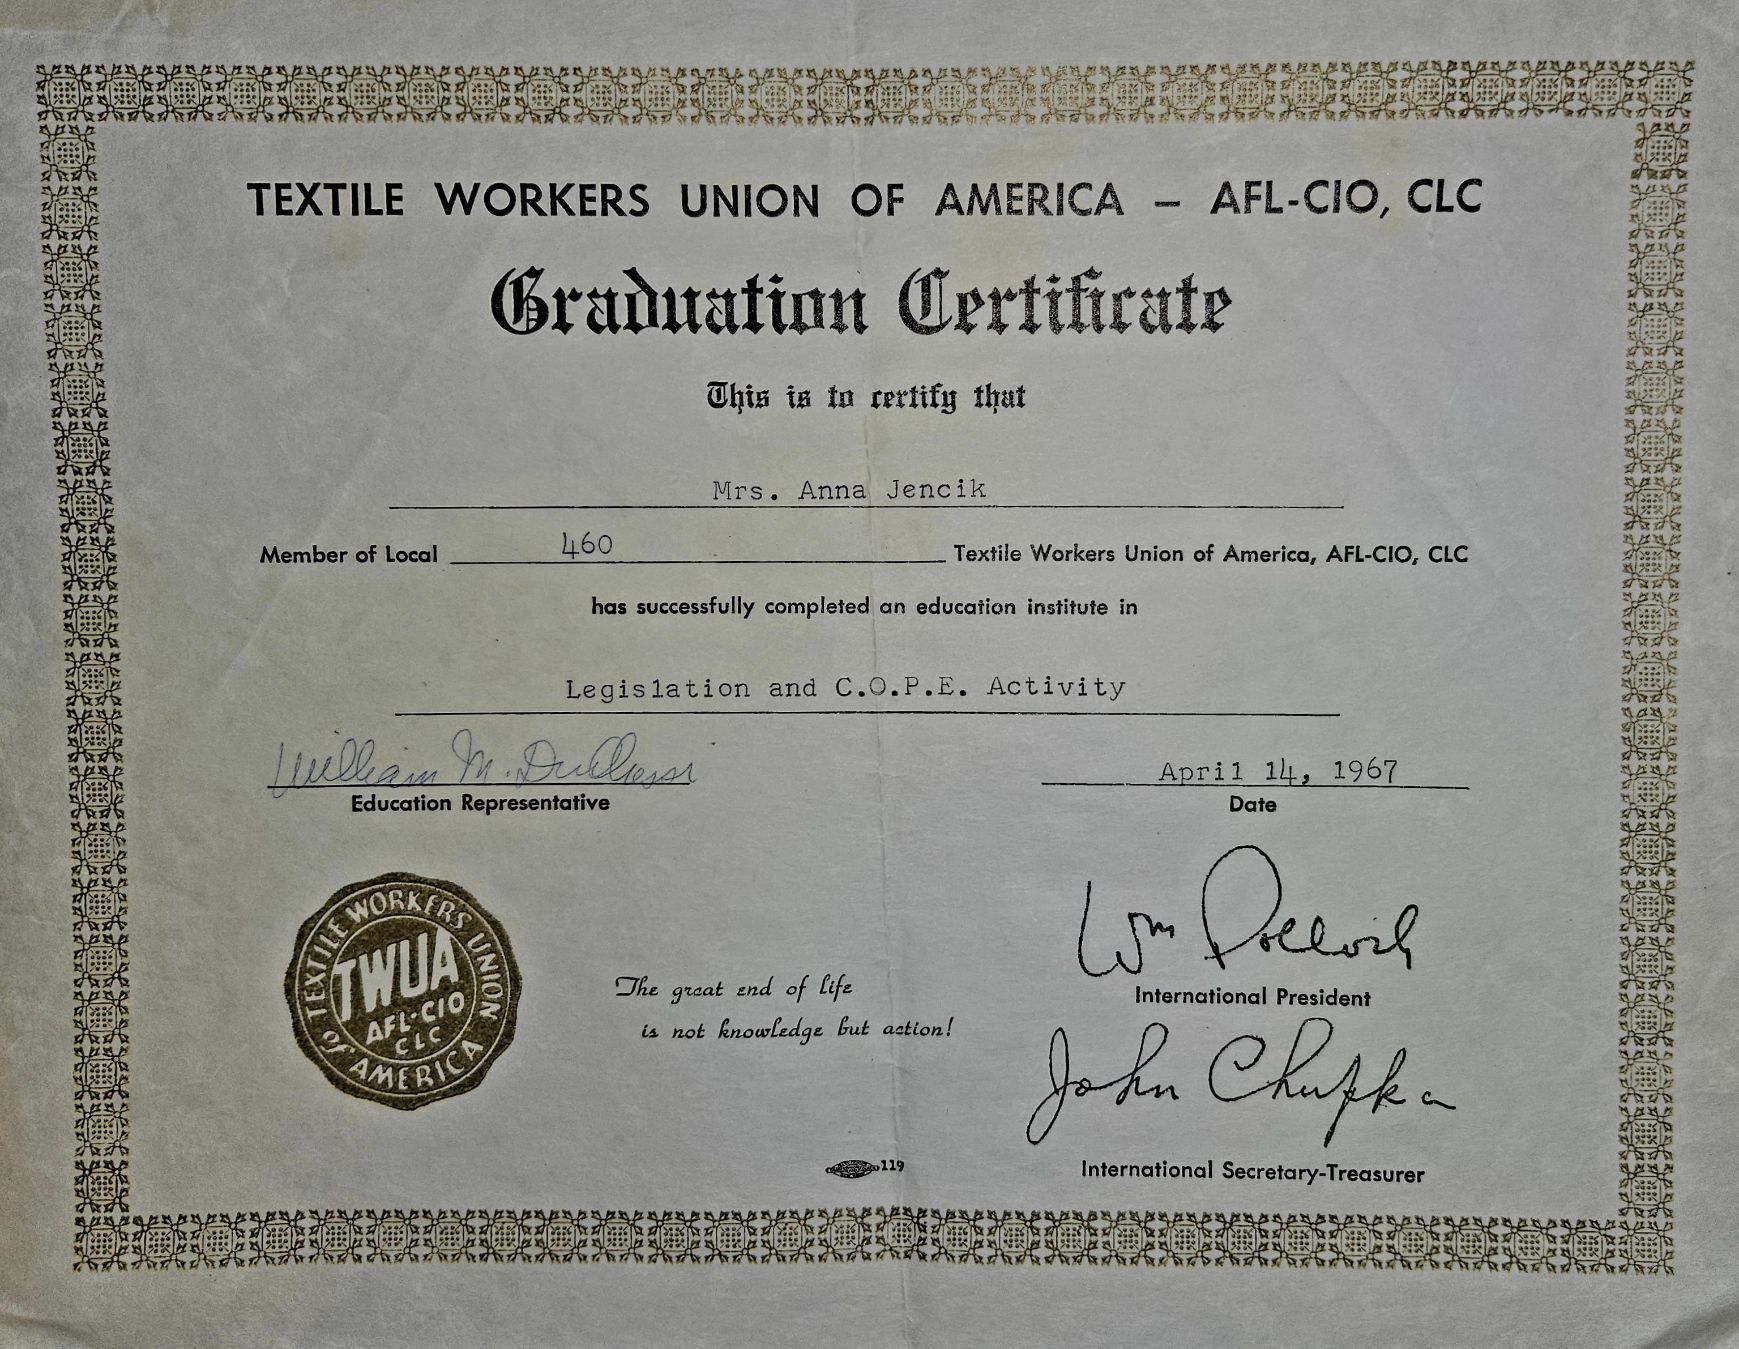 TEXTILE WORKERS UNION OF AMERICA – AFL-CIO, CLC
Graduation Certificate
This is to certify that
Mrs. Anna Jencik
Member of Local 460 Textile Workers Union of America, AFL-CIO, CLC
has successfully completed an education institute in
Legislation and C.O.P.E. Activity
William M.
Education Representative
April 14, 1967
Date
TEXTILE WORKERS UNION OF AMERICA
TWUA
AFL-CIO
CLC
The great end of life
is not knowledge but action!
Wm Pollock
International President
John Chupka
International Secretary-Treasurer
119